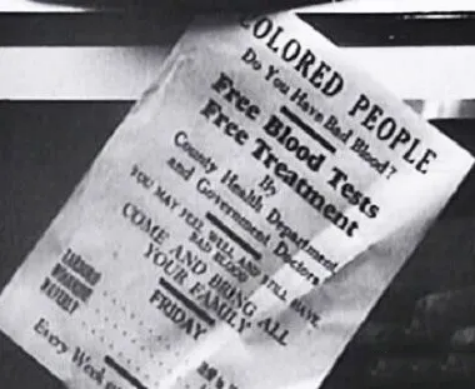 COLORED PEOPLE
Do You Have Bad Blood?
Free Blood Tests
Free Treatment
By
County Health Department
and Government Doctors
YOU MAY FEEL WELL AND STILL HAVE
BAD BLOOD
COME AND BRING ALL
YOUR FAMILY
FRIDAY
Every Week